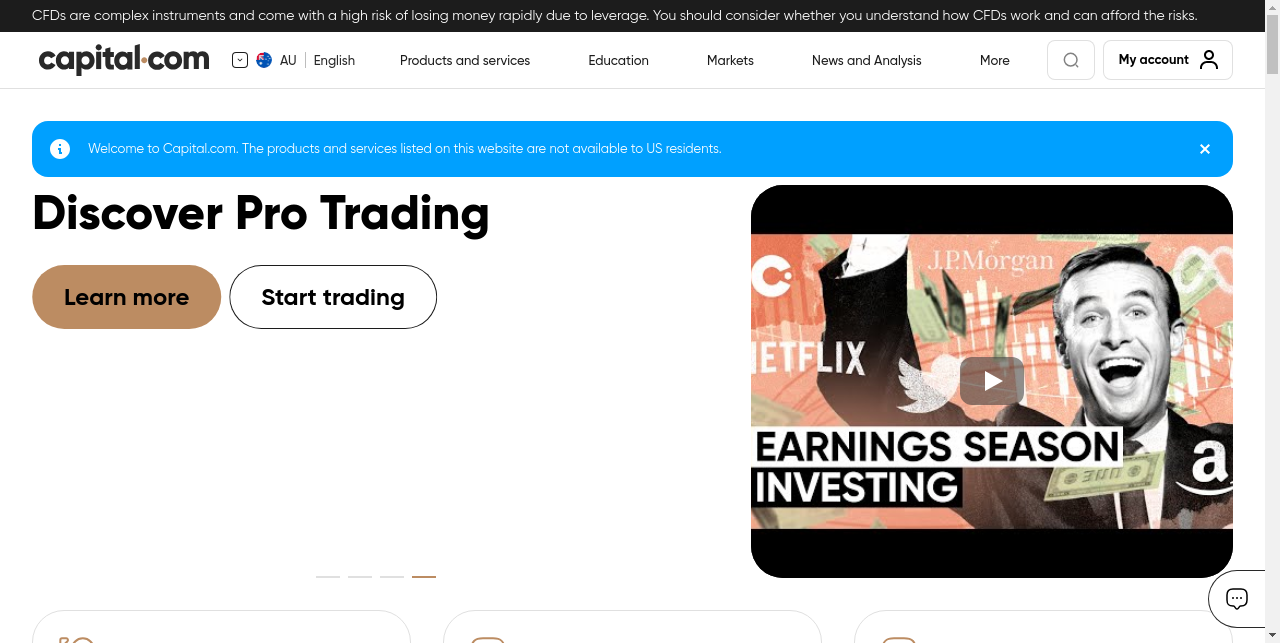 CFDs are complex instruments and come with a high risk of losing money rapidly due to leverage. You should consider whether you understand how CFDs work and can afford the risks.
capital.com
AU
English
Products and services
Education
Markets
News and Analysis
More
My account
Welcome to Capital.com. The products and services listed on this website are not available to US residents.
Discover Pro Trading
Learn more
Start trading
J.P.Morgan
NETFLIX
EARNINGS SEASON
INVESTING